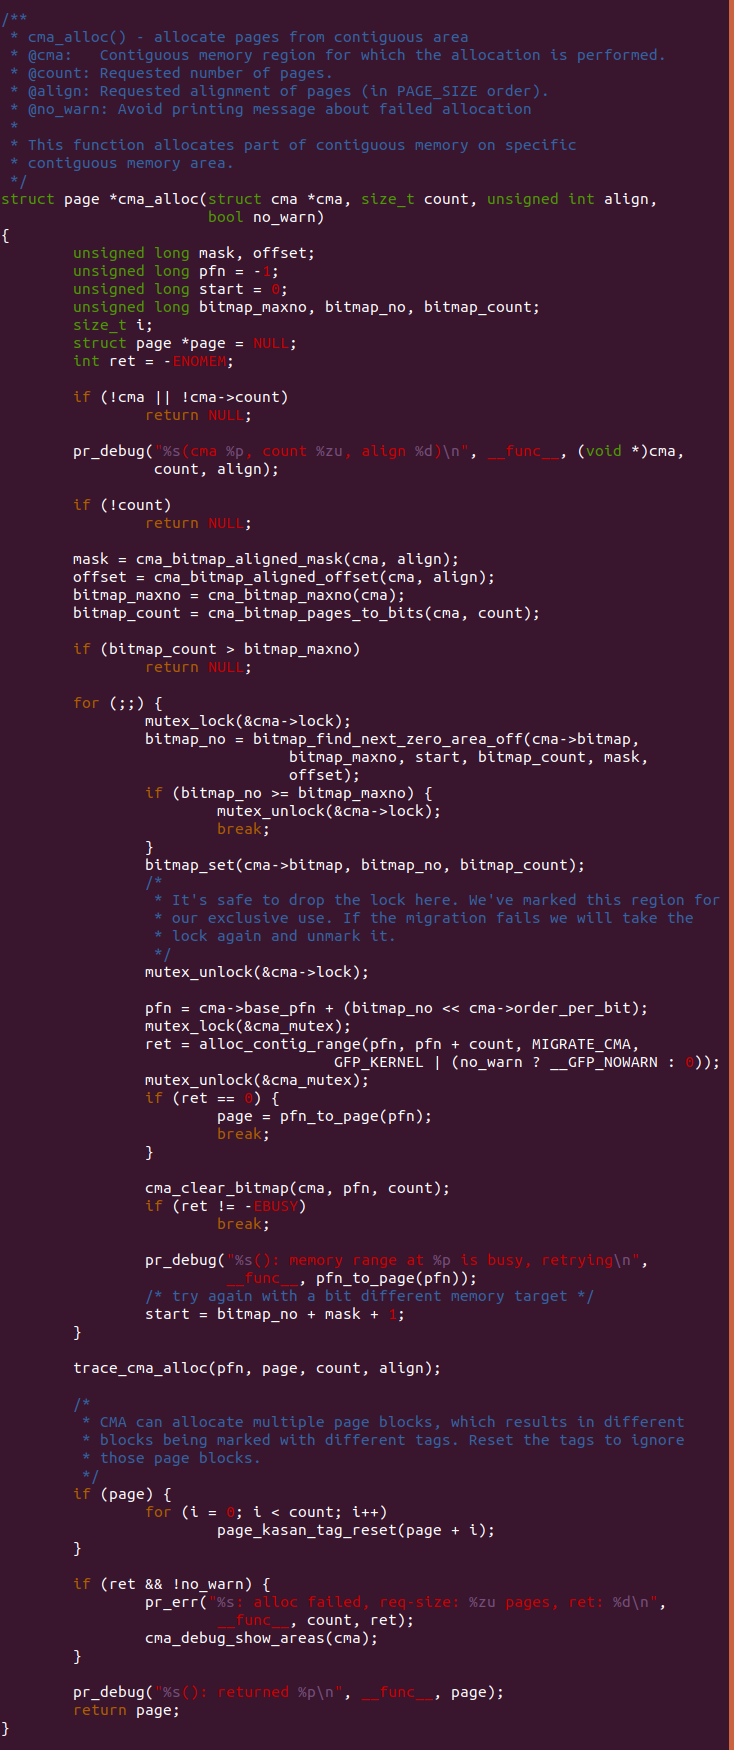 /**
 * cma_alloc() - allocate pages from contiguous area
 * @cma:   Contiguous memory region for which the allocation is performed.
 * @count: Requested number of pages.
 * @align: Requested alignment of pages (in PAGE_SIZE order).
 * @no_warn: Avoid printing message about failed allocation
 *
 * This function allocates part of contiguous memory on specific
 * contiguous memory area.
 */
struct page *cma_alloc(struct cma *cma, size_t count, unsigned int align,
                       bool no_warn)
{
        unsigned long mask, offset;
        unsigned long pfn = -1;
        unsigned long start = 0;
        unsigned long bitmap_maxno, bitmap_no, bitmap_count;
        size_t i;
        struct page *page = NULL;
        int ret = -ENOMEM;

        if (!cma || !cma->count)
                return NULL;

        pr_debug("%s(cma %p, count %zu, align %d)\n", __func__, (void *)cma,
                 count, align);

        if (!count)
                return NULL;

        mask = cma_bitmap_aligned_mask(cma, align);
        offset = cma_bitmap_aligned_offset(cma, align);
        bitmap_maxno = cma_bitmap_maxno(cma);
        bitmap_count = cma_bitmap_pages_to_bits(cma, count);

        if (bitmap_count > bitmap_maxno)
                return NULL;

        for (;;) {
                mutex_lock(&cma->lock);
                bitmap_no = bitmap_find_next_zero_area_off(cma->bitmap,
                                bitmap_maxno, start, bitmap_count, mask,
                                offset);
                if (bitmap_no >= bitmap_maxno) {
                        mutex_unlock(&cma->lock);
                        break;
                }
                bitmap_set(cma->bitmap, bitmap_no, bitmap_count);
                /*
                 * It's safe to drop the lock here. We've marked this region for
                 * our exclusive use. If the migration fails we will take the
                 * lock again and unmark it.
                 */
                mutex_unlock(&cma->lock);

                pfn = cma->base_pfn + (bitmap_no << cma->order_per_bit);
                mutex_lock(&cma_mutex);
                ret = alloc_contig_range(pfn, pfn + count, MIGRATE_CMA,
                                     GFP_KERNEL | (no_warn ? __GFP_NOWARN : 0));
                mutex_unlock(&cma_mutex);
                if (ret == 0) {
                        page = pfn_to_page(pfn);
                        break;
                }

                cma_clear_bitmap(cma, pfn, count);
                if (ret != -EBUSY)
                        break;

                pr_debug("%s(): memory range at %p is busy, retrying\n",
                         __func__, pfn_to_page(pfn));
                /* try again with a bit different memory target */
                start = bitmap_no + mask + 1;
        }

        trace_cma_alloc(pfn, page, count, align);

        /*
         * CMA can allocate multiple page blocks, which results in different
         * blocks being marked with different tags. Reset the tags to ignore
         * those page blocks.
         */
        if (page) {
                for (i = 0; i < count; i++)
                        page_kasan_tag_reset(page + i);
        }

        if (ret && !no_warn) {
                pr_err("%s: alloc failed, req-size: %zu pages, ret: %d\n",
                        __func__, count, ret);
                cma_debug_show_areas(cma);
        }

        pr_debug("%s(): returned %p\n", __func__, page);
        return page;
}